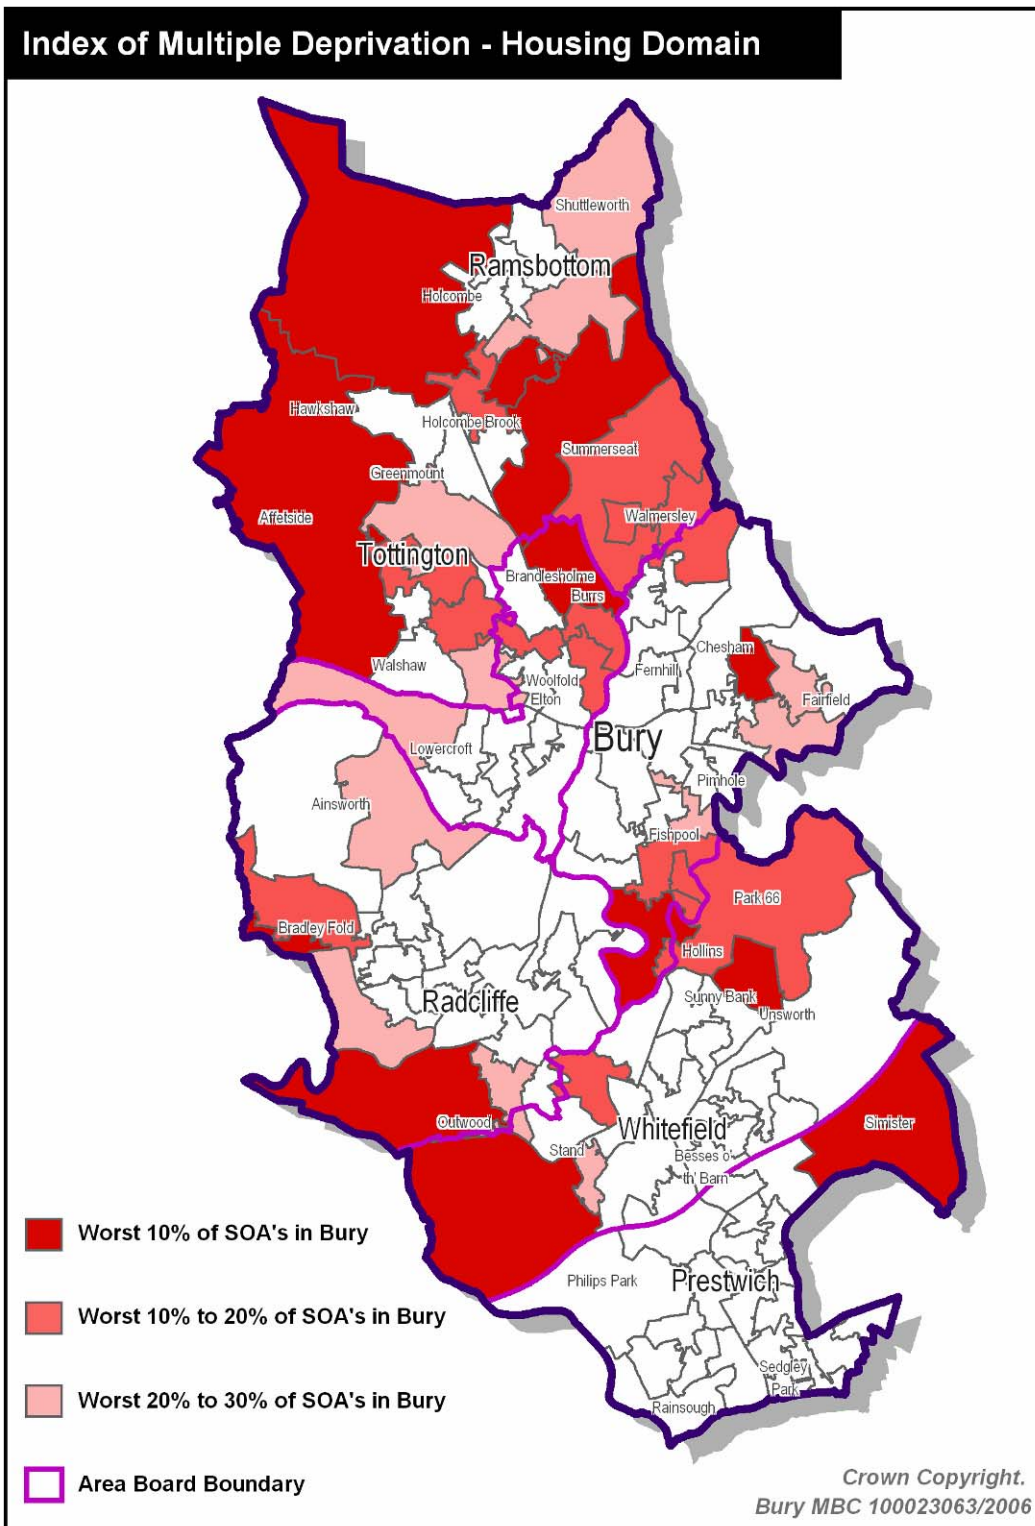 Index of Multiple Deprivation - Housing Domain
Shuttleworth
Ramsbottom
Holcombe
Hawkshaw
Holcombe Brook
Summerseat
Greenmount
Affetside
Walmersley
Tottington
Brandlesholme
Burrs
Walshaw
Woolfold
Elton
Fernhill
Chesham
Fairfield
Bury
Lowercroft
Pimhole
Ainsworth
Fishpool
Park 66
Bradley Fold
Hollins
Radcliffe
Sunny Bank
Unsworth
Outwood
Stand
Whitefield
Simister
Besses o'
th' Barn
Philips Park
Prestwich
Sedgley
Park
Rainsough
Worst 10% of SOA's in Bury
Worst 10% to 20% of SOA's in Bury
Worst 20% to 30% of SOA's in Bury
Area Board Boundary
Crown Copyright.
Bury MBC 100023063/2006